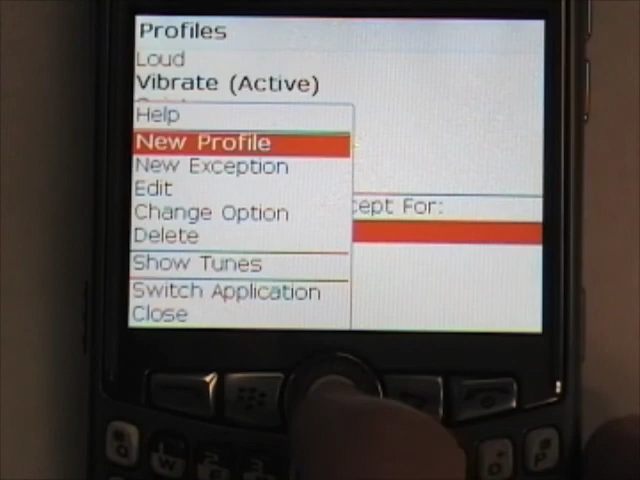 Profiles
Loud
Vibrate (Active)
Help
New Profile
New Exception
Edit
cept For:
Change Option
Delete
Show Tunes
Switch Application
Close
Q
W
E
O
P